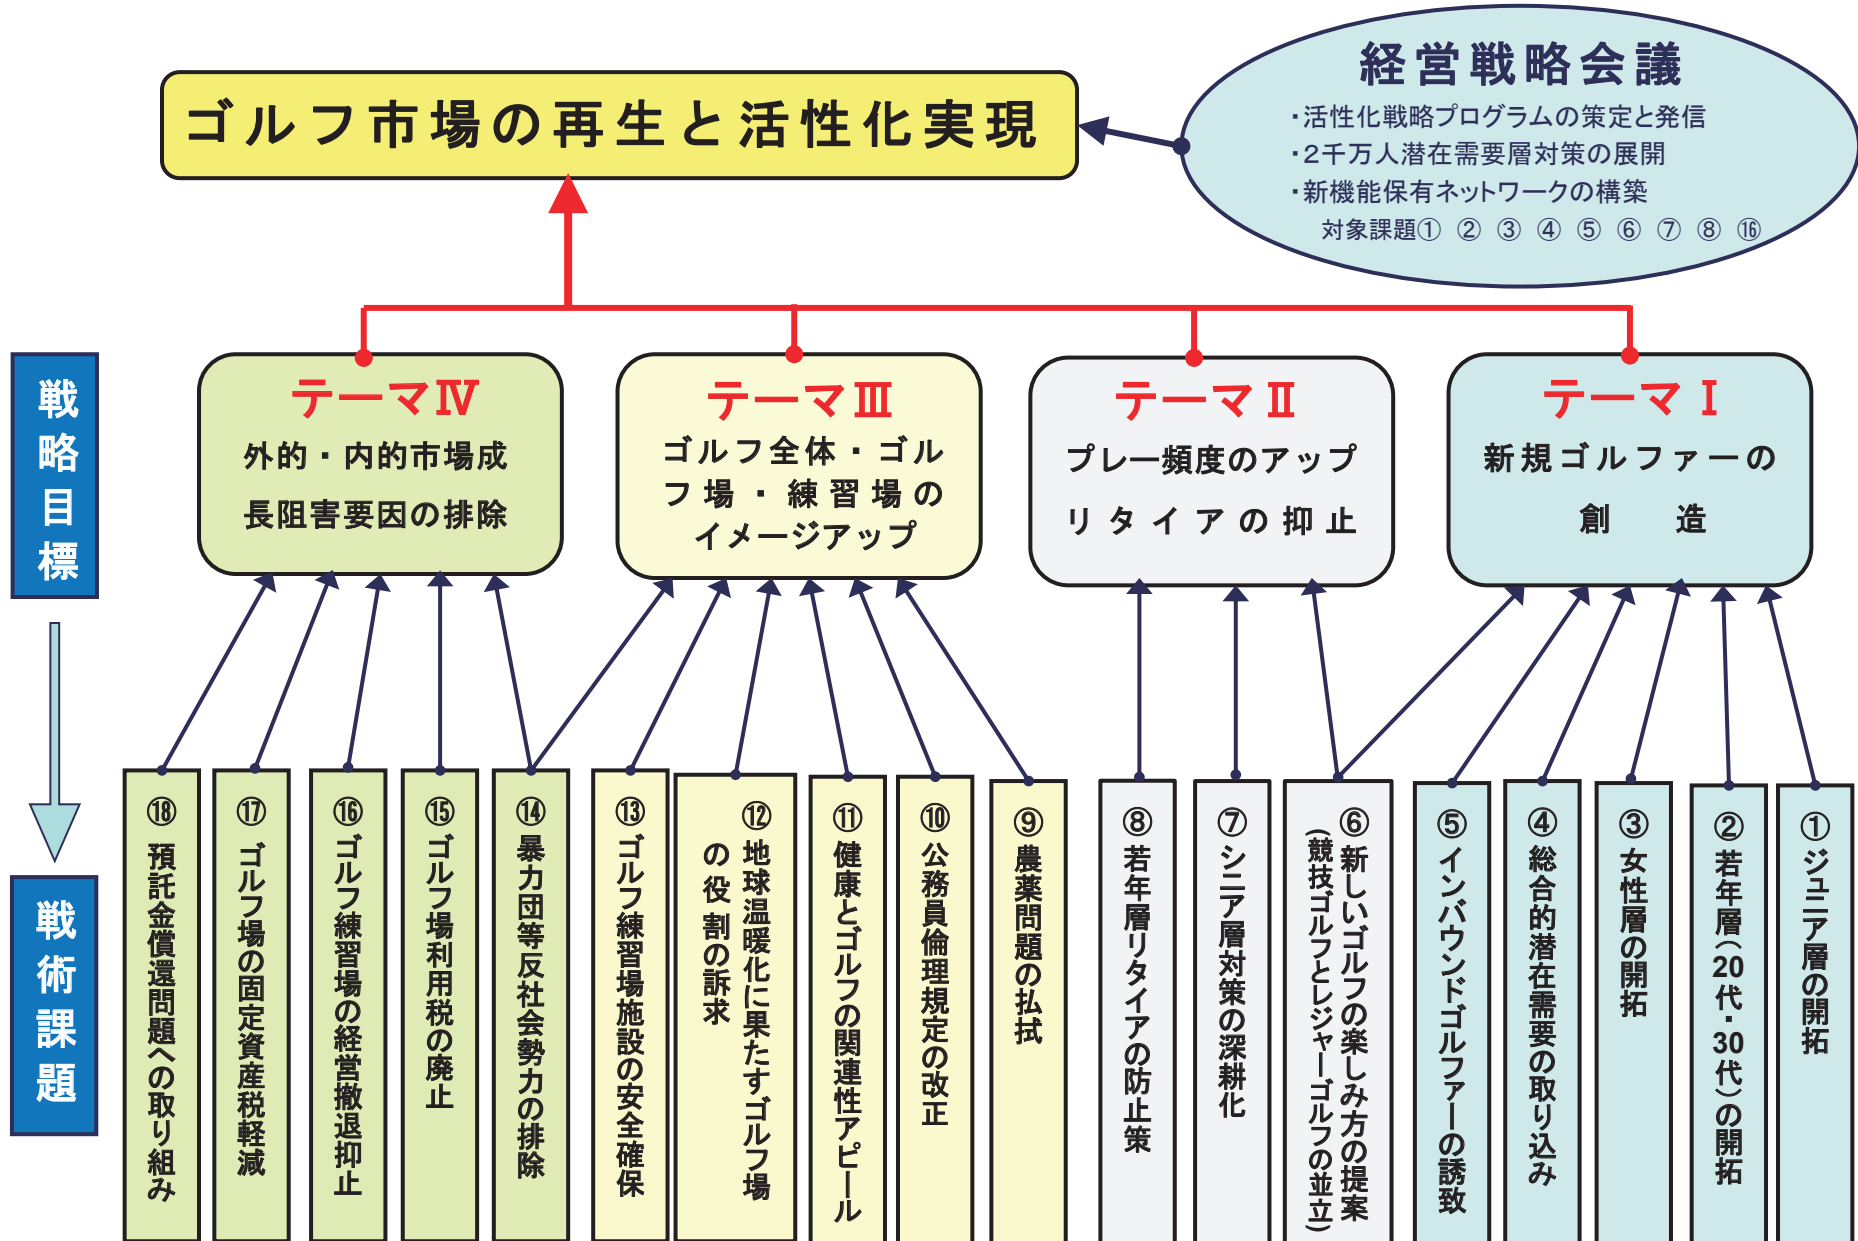 ゴルフ市場の再生と活性化実現
経営戦略会議
・活性化戦略プログラムの策定と発信
・2千万人潜在需要層対策の展開
・新機能保有ネットワークの構築
対象課題① ② ③ ④ ⑤ ⑥ ⑦ ⑧ ⑯
戦略目標
テーマⅣ
外的・内的市場成
長阻害要因の排除
テーマⅢ
ゴルフ全体・ゴル
フ場・練習場の
イメージアップ
テーマⅡ
プレー頻度のアップ
リタイアの抑止
テーマⅠ
新規ゴルファーの
創 造
戦術課題
⑱預託金償還問題への取り組み
⑰ゴルフ場の固定資産税軽減
⑯ゴルフ練習場の経営撤退抑止
⑮ゴルフ場利用税の廃止
⑭暴力団等反社会勢力の排除
⑬ゴルフ練習場施設の安全確保
⑫地球温暖化に果たすゴルフ場
の役割の訴求
⑪健康とゴルフの関連性アピール
⑩公務員倫理規定の改正
⑨農薬問題の払拭
⑧若年層リタイアの防止策
⑦シニア層対策の深耕化
⑥新しいゴルフの楽しみ方の提案
(競技ゴルフとレジャーゴルフの並立)
⑤インバウンドゴルファーの誘致
④総合的潜在需要の取り込み
③女性層の開拓
②若年層(20代・30代)の開拓
①ジュニア層の開拓